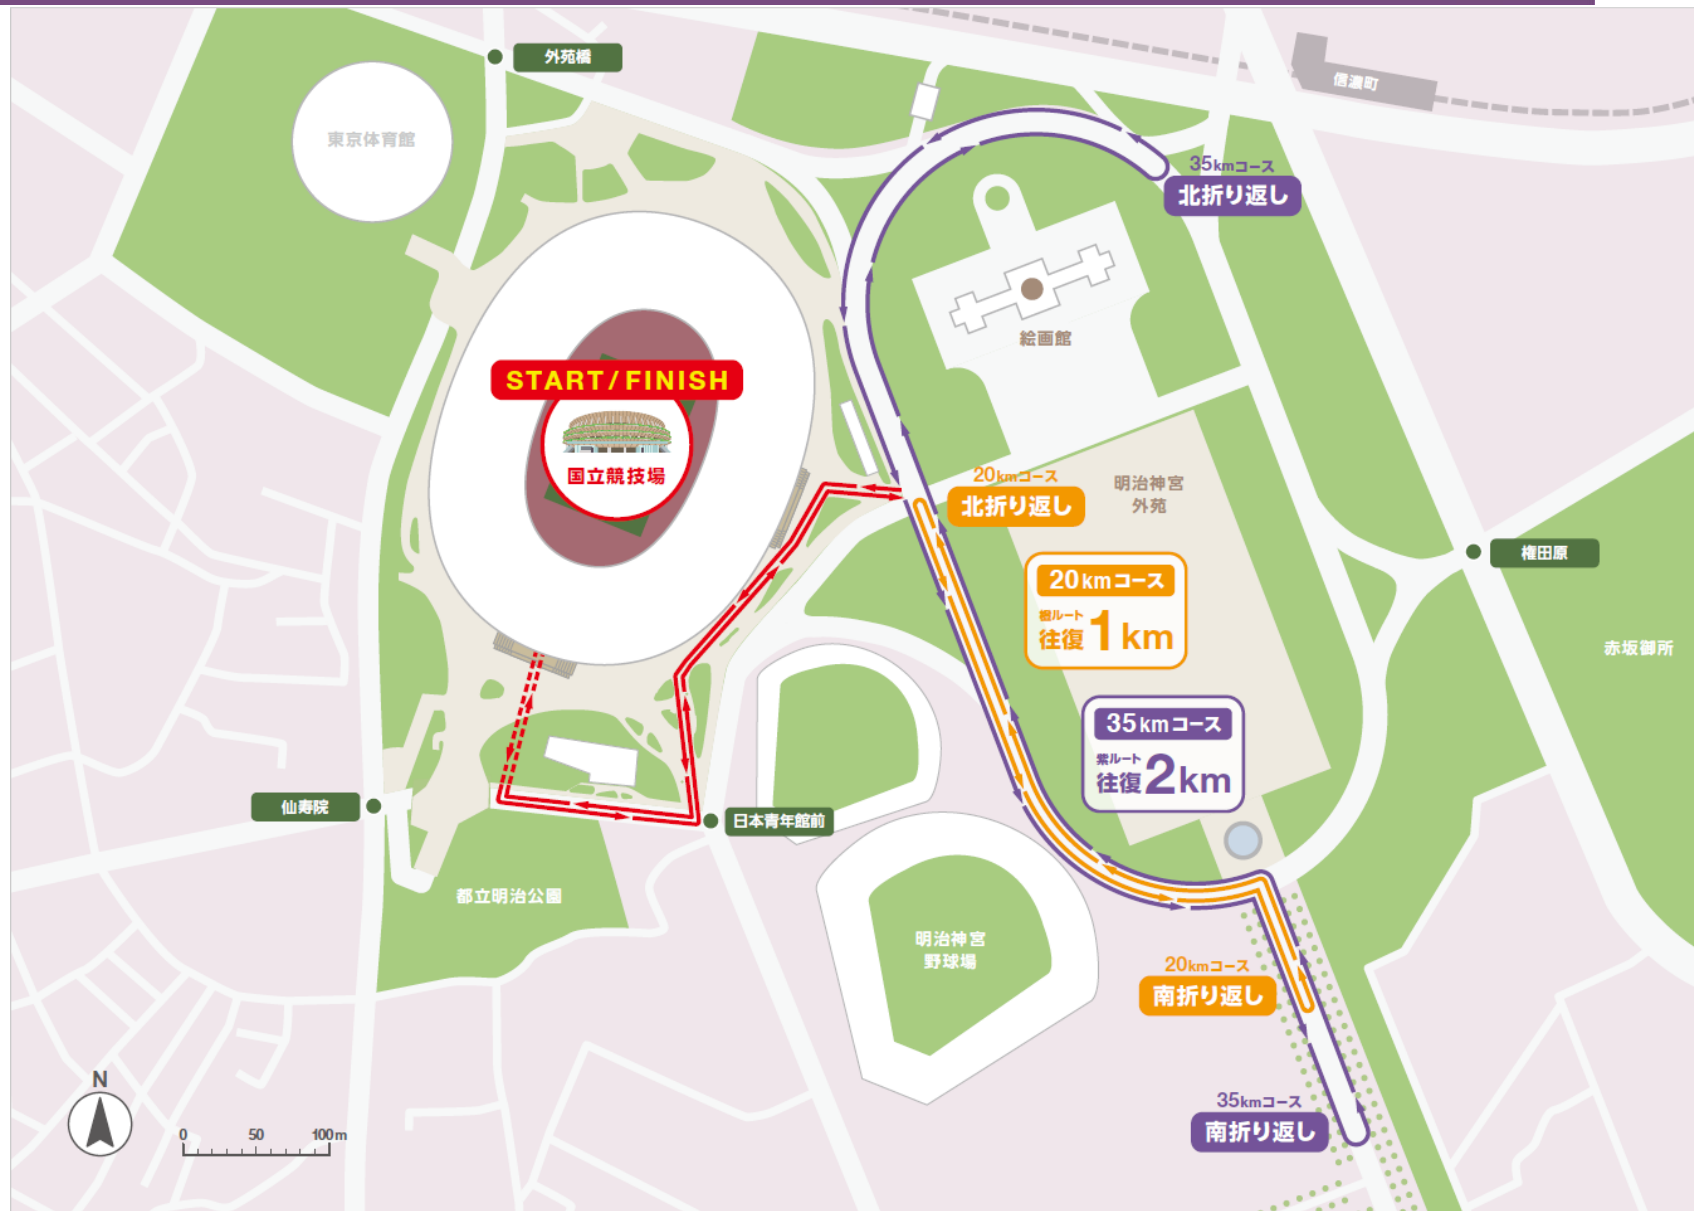 外苑橋
信濃町
東京体育館
35kmコース
北折り返し
絵画館
START/FINISH
国立競技場
20kmコース
北折り返し
明治神宮
外苑
権田原
20kmコース
橙ルート
往復1km
赤坂御所
35kmコース
紫ルート
往復2km
仙寿院
日本青年館前
都立明治公園
明治神宮
野球場
20kmコース
南折り返し
N
35kmコース
南折り返し
0 50 100m